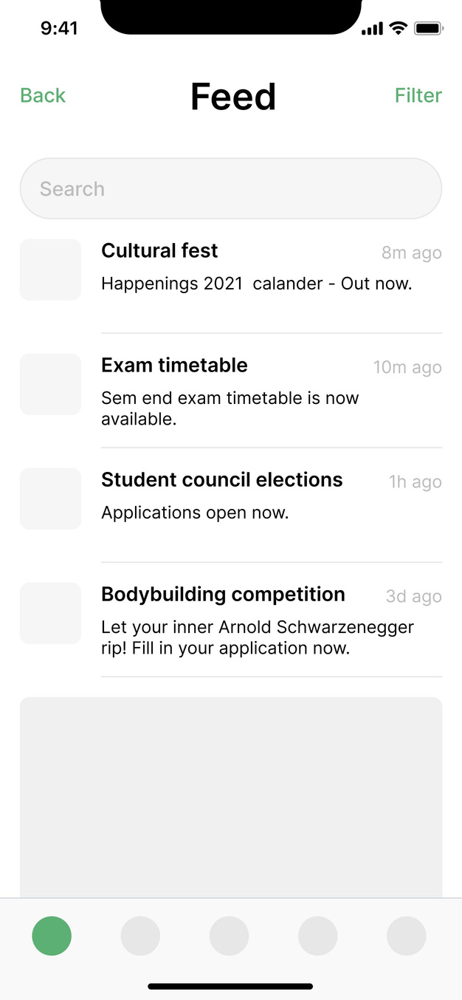 9:41
Back Feed Filter
Search
Cultural fest 8m ago
Happenings 2021  calander - Out now.
Exam timetable 10m ago
Sem end exam timetable is now
available.
Student council elections 1h ago
Applications open now.
Bodybuilding competition 3d ago
Let your inner Arnold Schwarzenegger
rip! Fill in your application now.